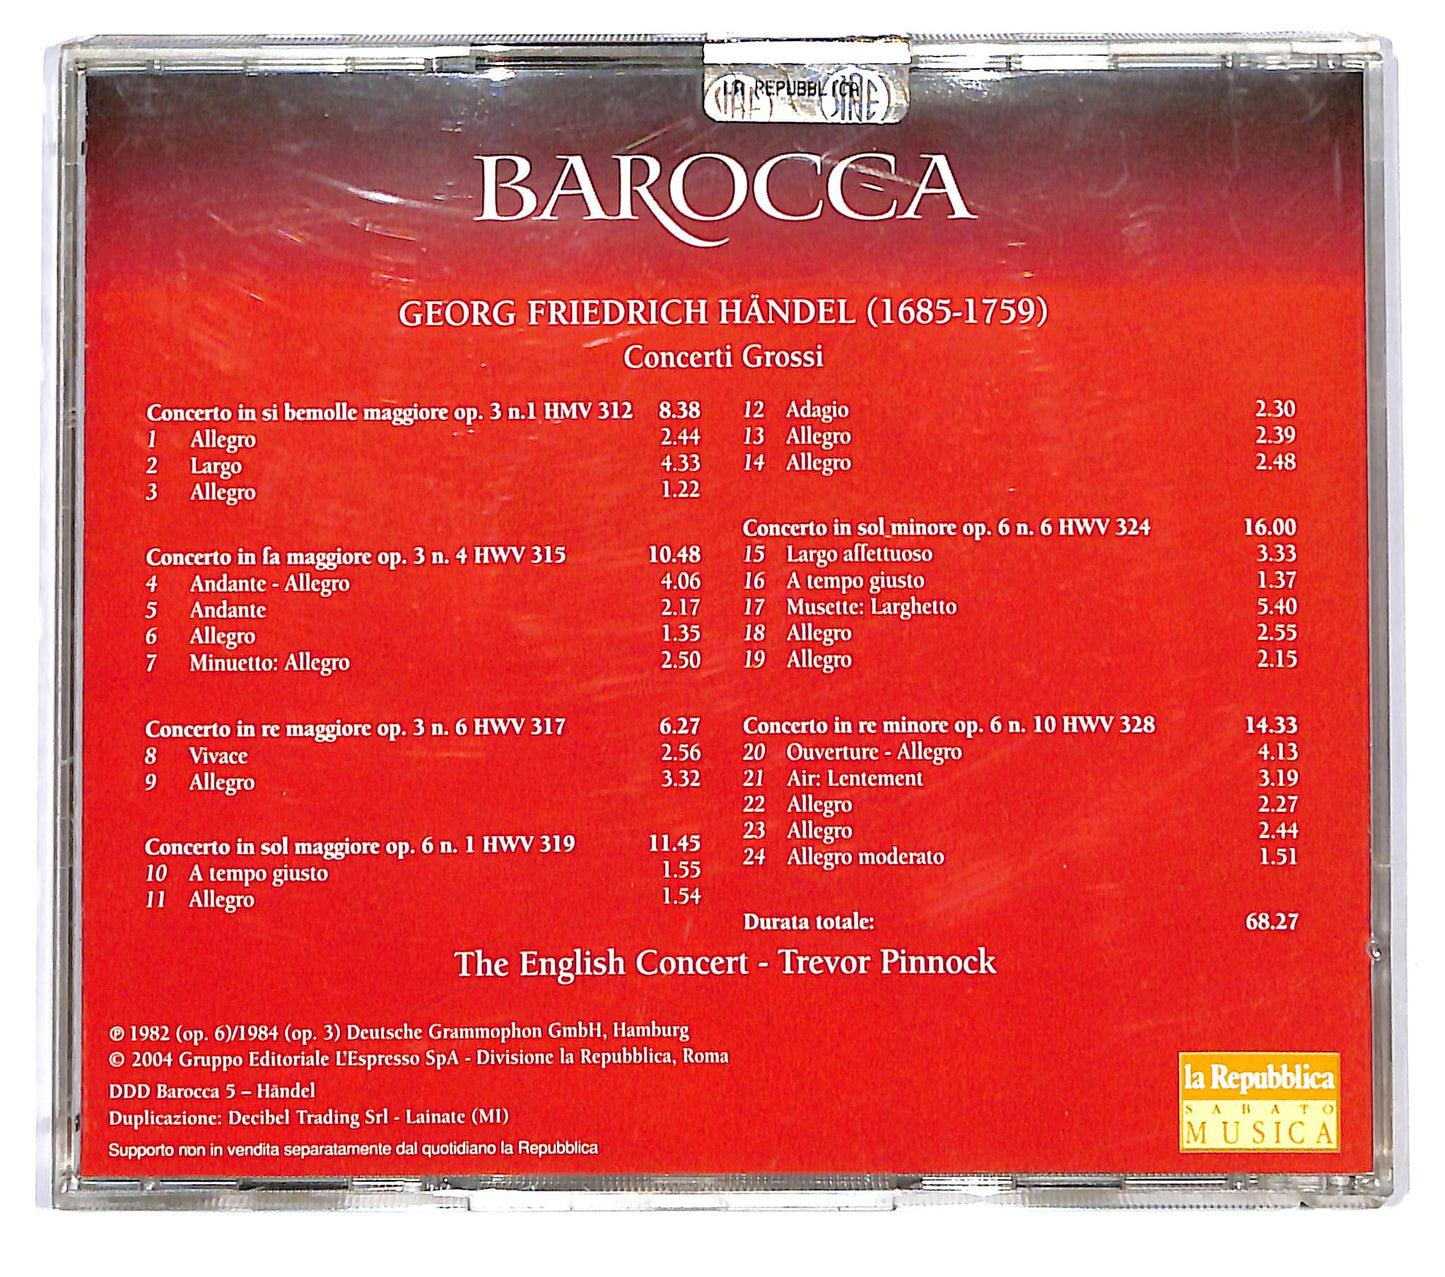 LA REPUBBLICA
BAROCCA
GEORG FRIEDRICH HÄNDEL (1685-1759)
Concerti Grossi
Concerto in si bemolle maggiore op. 3 n.1 HMV 312 8.38
1 Allegro 2.44
2 Largo 4.33
3 Allegro 1.22
Concerto in fa maggiore op. 3 n. 4 HWV 315 10.48
4 Andante - Allegro 4.06
5 Andante 2.17
6 Allegro 1.35
7 Minuetto: Allegro 2.50
Concerto in re maggiore op. 3 n. 6 HWV 317 6.27
8 Vivace 2.56
9 Allegro 3.32
Concerto in sol maggiore op. 6 n. 1 HWV 319 11.45
10 A tempo giusto 1.55
11 Allegro 1.54
12 Adagio 2.30
13 Allegro 2.39
14 Allegro 2.48
Concerto in sol minore op. 6 n. 6 HWV 324 16.00
15 Largo affettuoso 3.33
16 A tempo giusto 1.37
17 Musette: Larghetto 5.40
18 Allegro 2.55
19 Allegro 2.15
Concerto in re minore op. 6 n. 10 HWV 328 14.33
20 Ouverture - Allegro 4.13
21 Air: Lentement 3.19
22 Allegro 2.27
23 Allegro 2.44
24 Allegro moderato 1.51
Durata totale: 68.27
The English Concert - Trevor Pinnock
℗ 1982 (op. 6)/1984 (op. 3) Deutsche Grammophon GmbH, Hamburg
© 2004 Gruppo Editoriale L'Espresso SpA - Divisione la Repubblica, Roma
DDD Barocca 5 – Händel
Duplicazione: Decibel Trading Srl - Lainate (MI)
Supporto non in vendita separatamente dal quotidiano la Repubblica
la Repubblica
SABATO
MUSICA